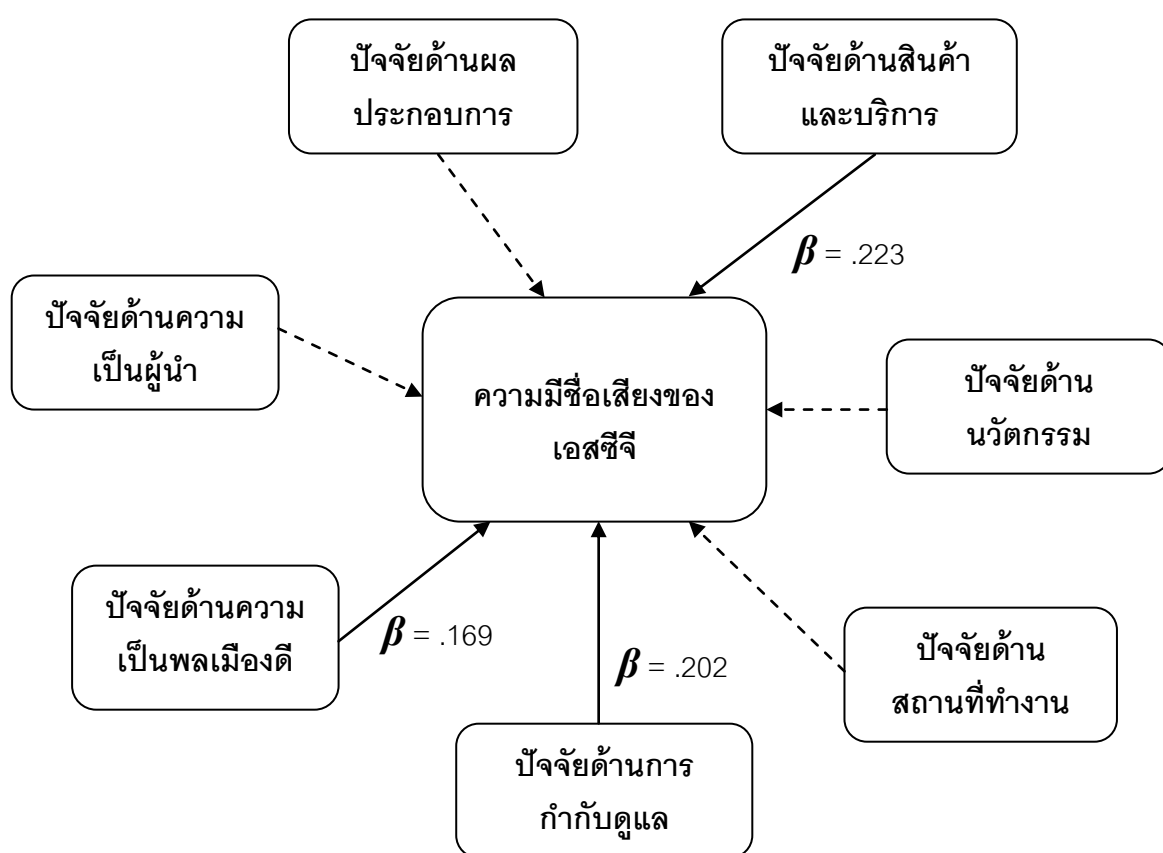 ปัจจัยด้านผล
ประกอบการ
ปัจจัยด้านสินค้า
และบริการ
β = .223
ปัจจัยด้านความ
เป็นผู้นำ
ความมีชื่อเสียงของ
เอสซีจี
ปัจจัยด้าน
นวัตกรรม
ปัจจัยด้านความ
เป็นพลเมืองดี
β = .169
β = .202
ปัจจัยด้าน
สถานที่ทำงาน
ปัจจัยด้านการ
กำกับดูแล